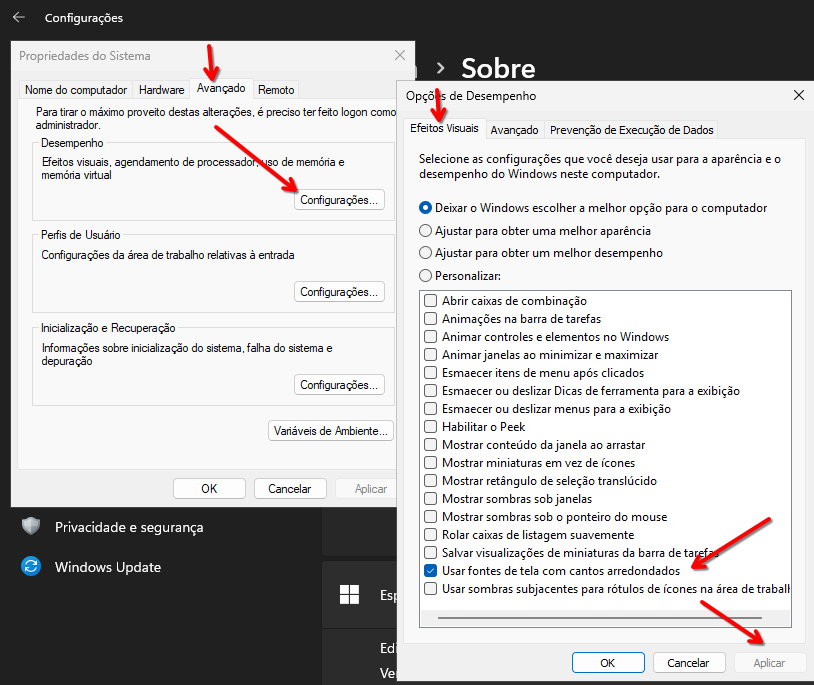 Configurações
Propriedades do Sistema
Nome do computador
Hardware
Avançado
Remoto
Para tirar o máximo proveito destas alterações, é preciso ter feito logon como
administrador.
Desempenho
Efeitos visuais, agendamento de processador, uso de memória e
memória virtual
Configurações...
Perfis de Usuário
Configurações da área de trabalho relativas à entrada
Configurações...
Inicialização e Recuperação
Informações sobre inicialização do sistema, falha do sistema e
depuração
Configurações...
Variáveis de Ambiente...
OK
Cancelar
Aplicar
Privacidade e segurança
Windows Update
› Sobre
Esp
Edi
Ve
Opções de Desempenho
Efeitos Visuais
Avançado
Prevenção de Execução de Dados
Selecione as configurações que você deseja usar para a aparência e o
desempenho do Windows neste computador.
Deixar o Windows escolher a melhor opção para o computador
Ajustar para obter uma melhor aparência
Ajustar para obter um melhor desempenho
Personalizar:
Abrir caixas de combinação
Animações na barra de tarefas
Animar controles e elementos no Windows
Animar janelas ao minimizar e maximizar
Esmaecer itens de menu após clicados
Esmaecer ou deslizar Dicas de ferramenta para a exibição
Esmaecer ou deslizar menus para a exibição
Habilitar o Peek
Mostrar conteúdo da janela ao arrastar
Mostrar miniaturas em vez de ícones
Mostrar retângulo de seleção translúcido
Mostrar sombras sob janelas
Mostrar sombras sob o ponteiro do mouse
Rolar caixas de listagem suavemente
Salvar visualizações de miniaturas da barra de tarefas
Usar fontes de tela com cantos arredondados
Usar sombras subjacentes para rótulos de ícones na área de trabalh
OK
Cancelar
Aplicar